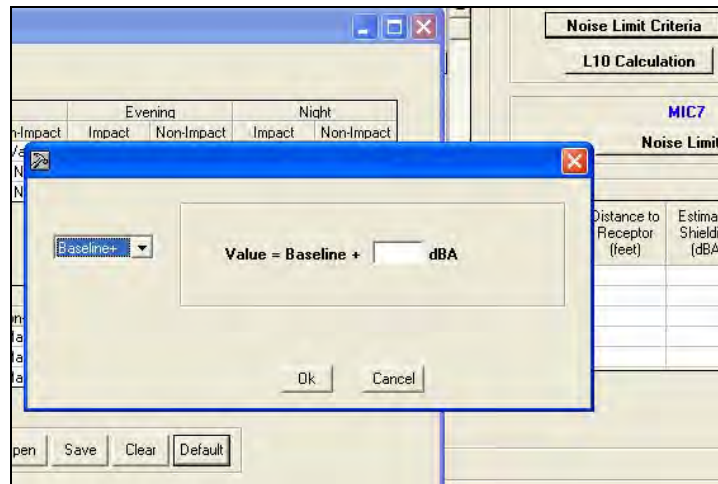 Noise Limit Criteria
L10 Calculation
Evening Night
Impact Non-Impact Impact Non-Impact
MIC7
Distance to Receptor (feet)
Baseline+
Value = Baseline + dBA
Ok Cancel
Save Clear Default